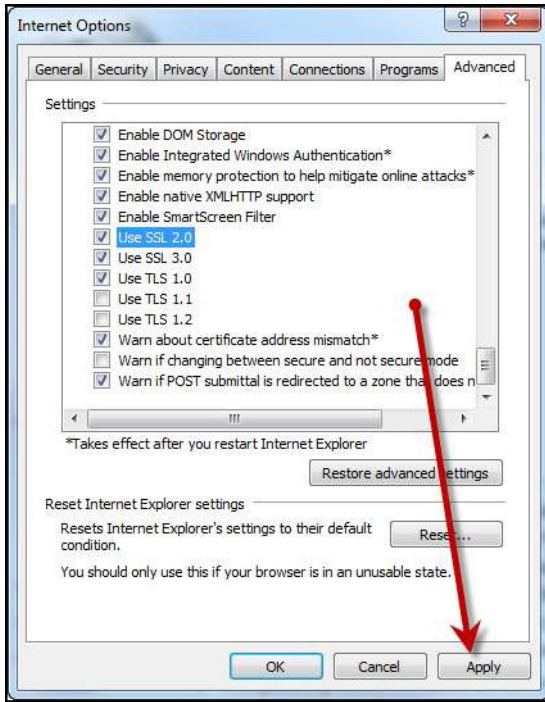 Internet Options
General Security Privacy Content Connections Programs Advanced
Settings
Enable DOM Storage
Enable Integrated Windows Authentication*
Enable memory protection to help mitigate online attacks*
Enable native XMLHTTP support
Enable SmartScreen Filter
Use SSL 2.0
Use SSL 3.0
Use TLS 1.0
Use TLS 1.1
Use TLS 1.2
Warn about certificate address mismatch*
Warn if changing between secure and not secure mode
Warn if POST submittal is redirected to a zone that does n
*Takes effect after you restart Internet Explorer
Restore advanced settings
Reset Internet Explorer settings
Resets Internet Explorer's settings to their default
condition.
Reset...
You should only use this if your browser is in an unusable state.
OK Cancel Apply